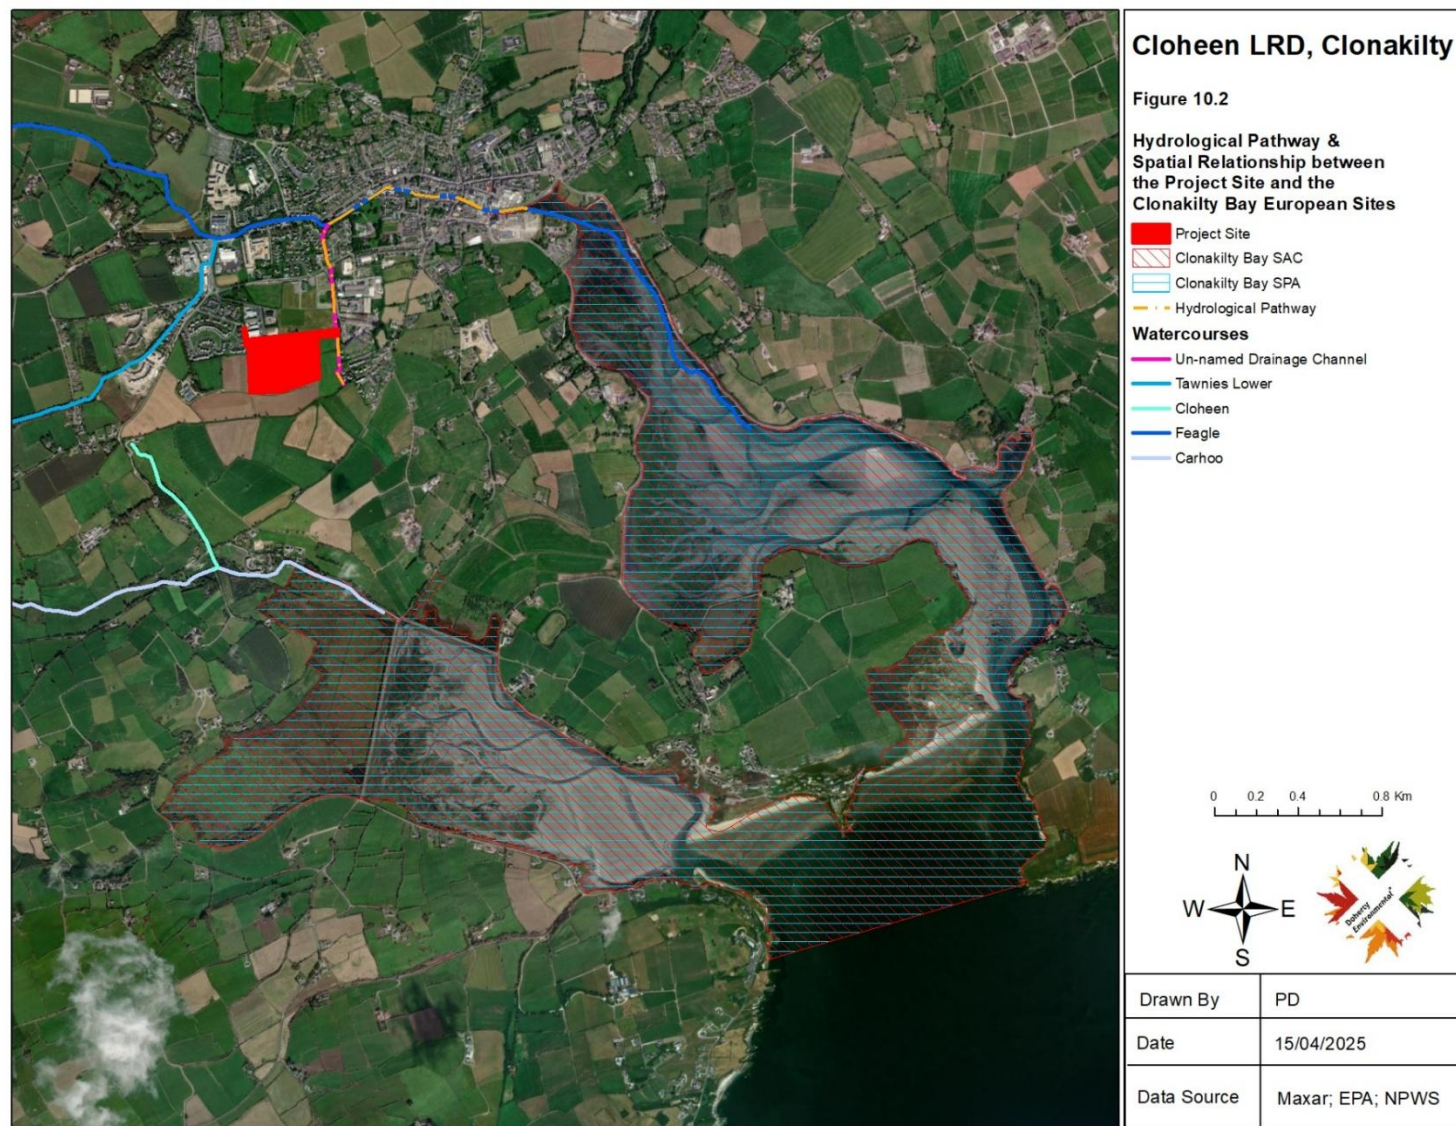 Cloheen LRD, Clonakilty
Figure 10.2
Hydrological Pathway &
Spatial Relationship between
the Project Site and the
Clonakilty Bay European Sites
Project Site
Clonakilty Bay SAC
Clonakilty Bay SPA
Hydrological Pathway
Watercourses
Un-named Drainage Channel
Tawnies Lower
Cloheen
Feagle
Carhoo
0 0.2 0.4 0.8 Km
N
W E
S
Doherty
Environmental
Drawn By PD
Date 15/04/2025
Data Source Maxar; EPA; NPWS